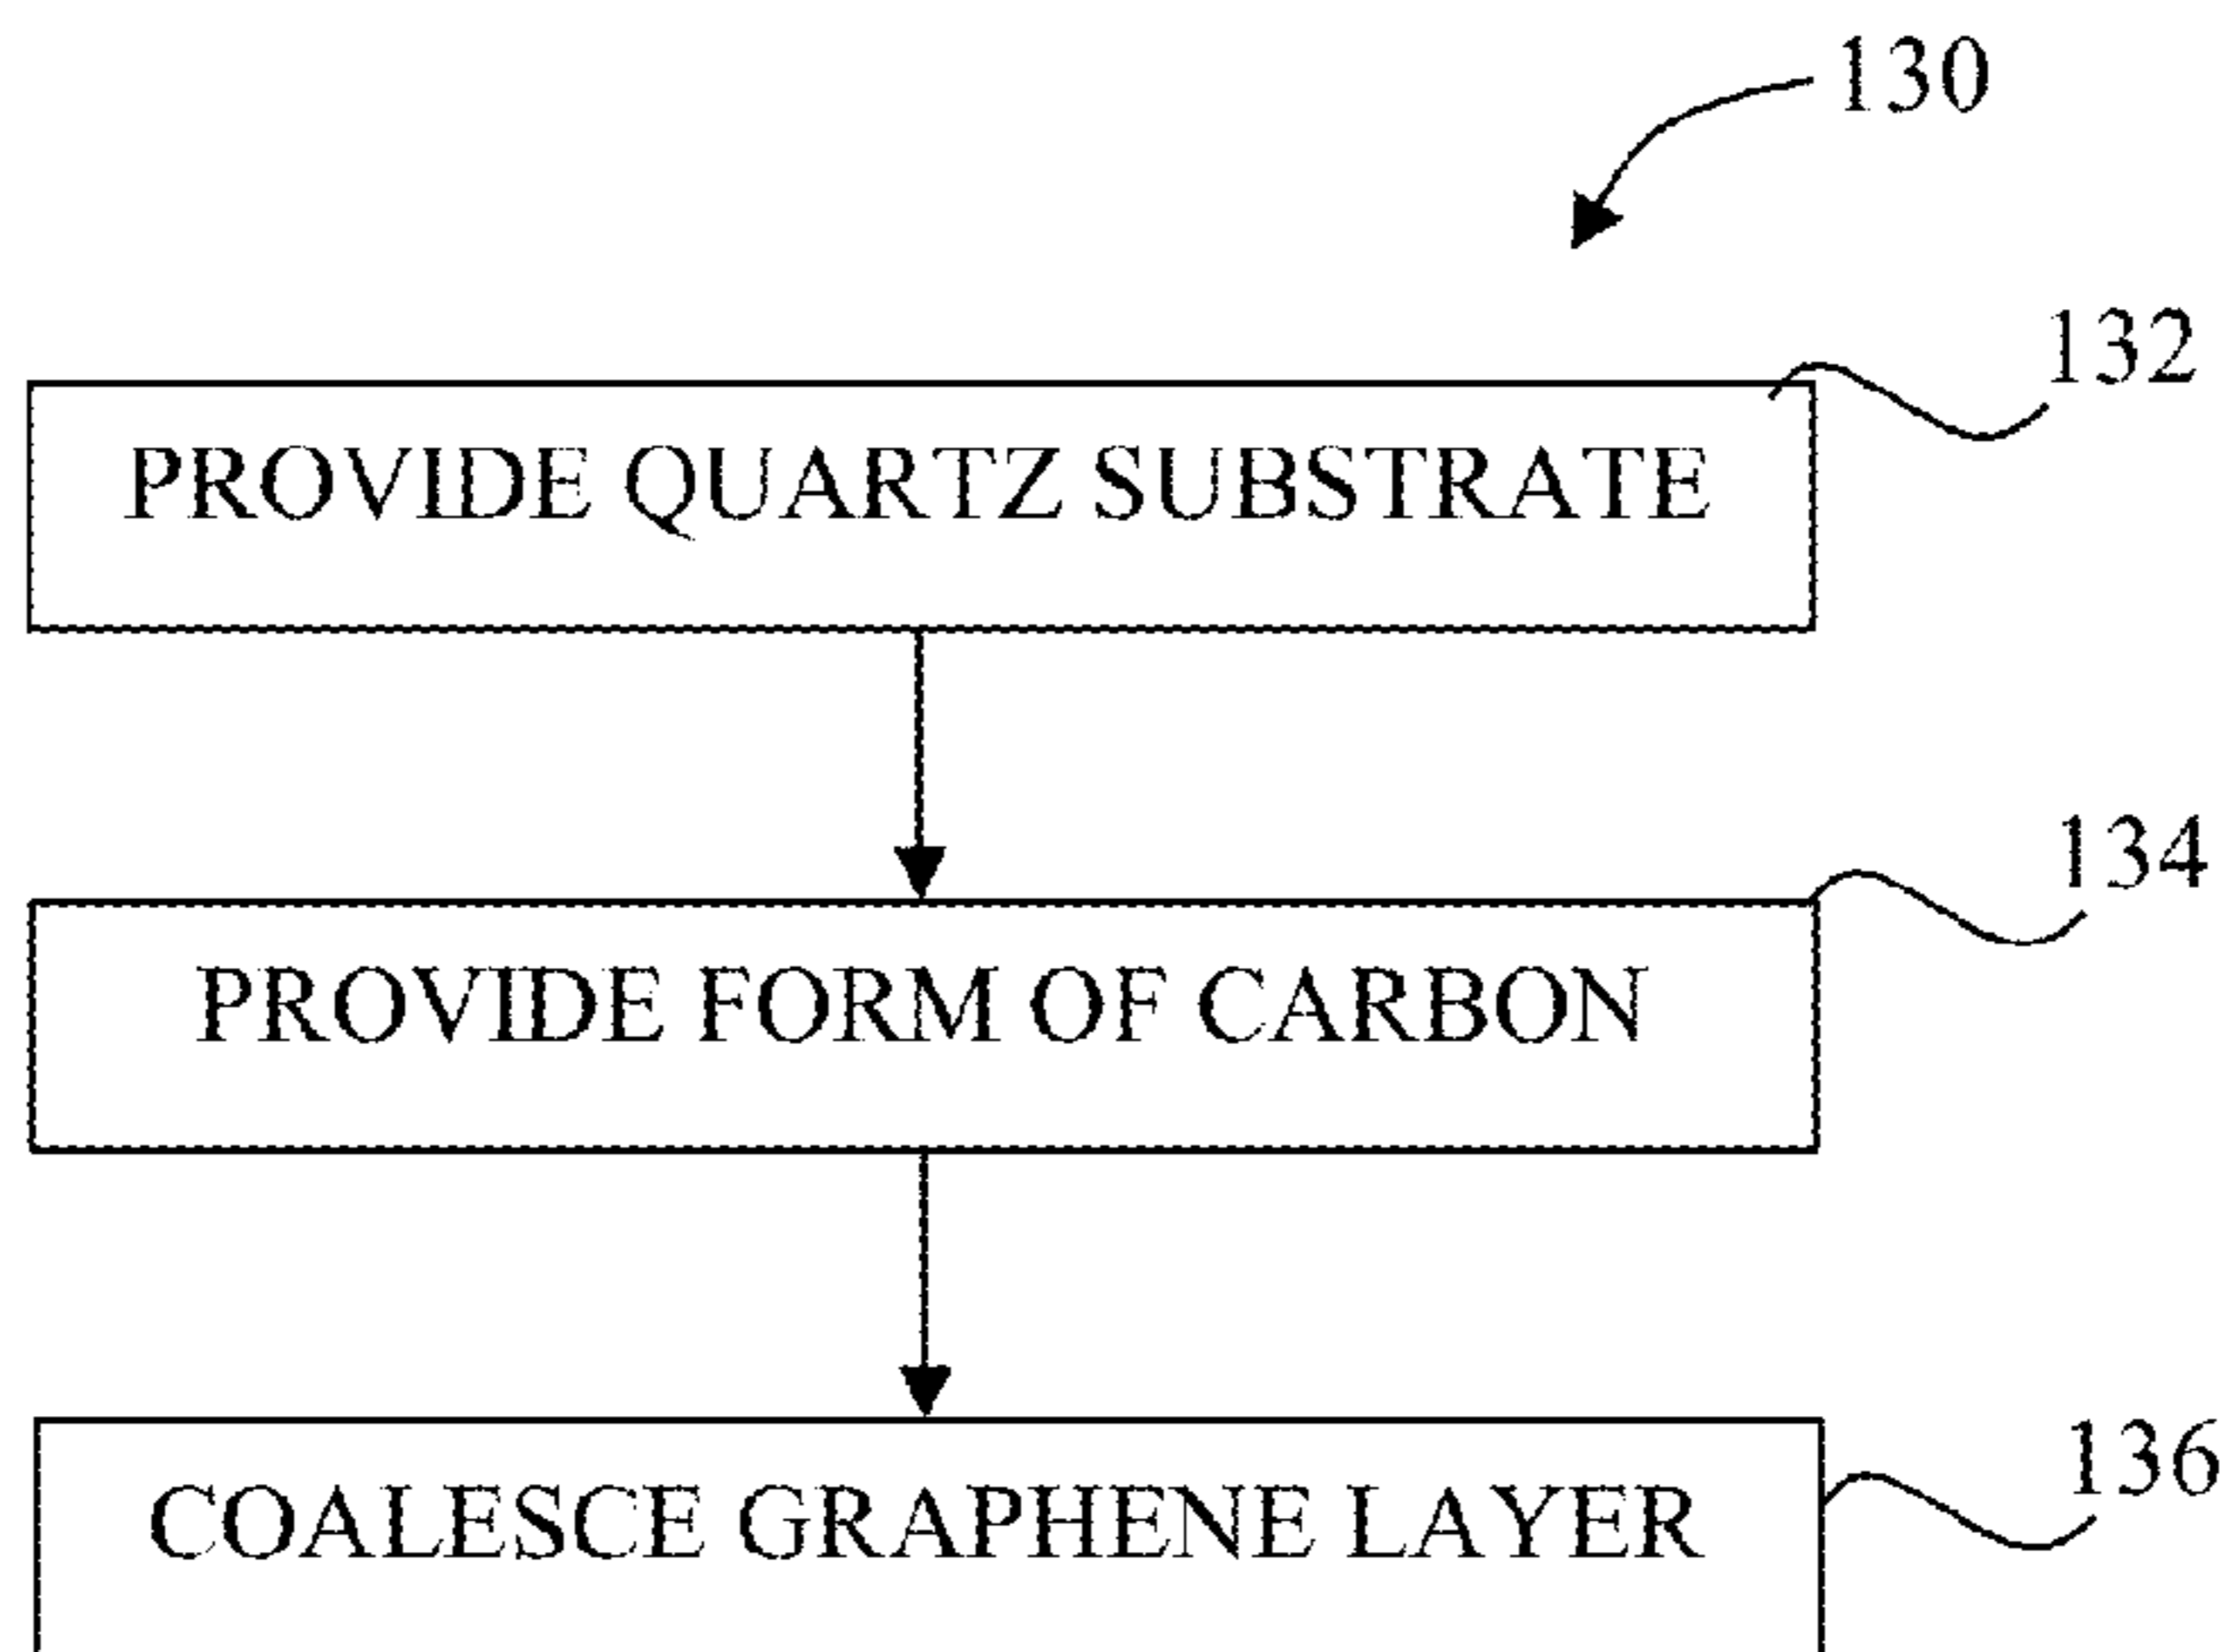 130
132
PROVIDE QUARTZ SUBSTRATE
134
PROVIDE FORM OF CARBON
136
COALESCE GRAPHENE LAYER